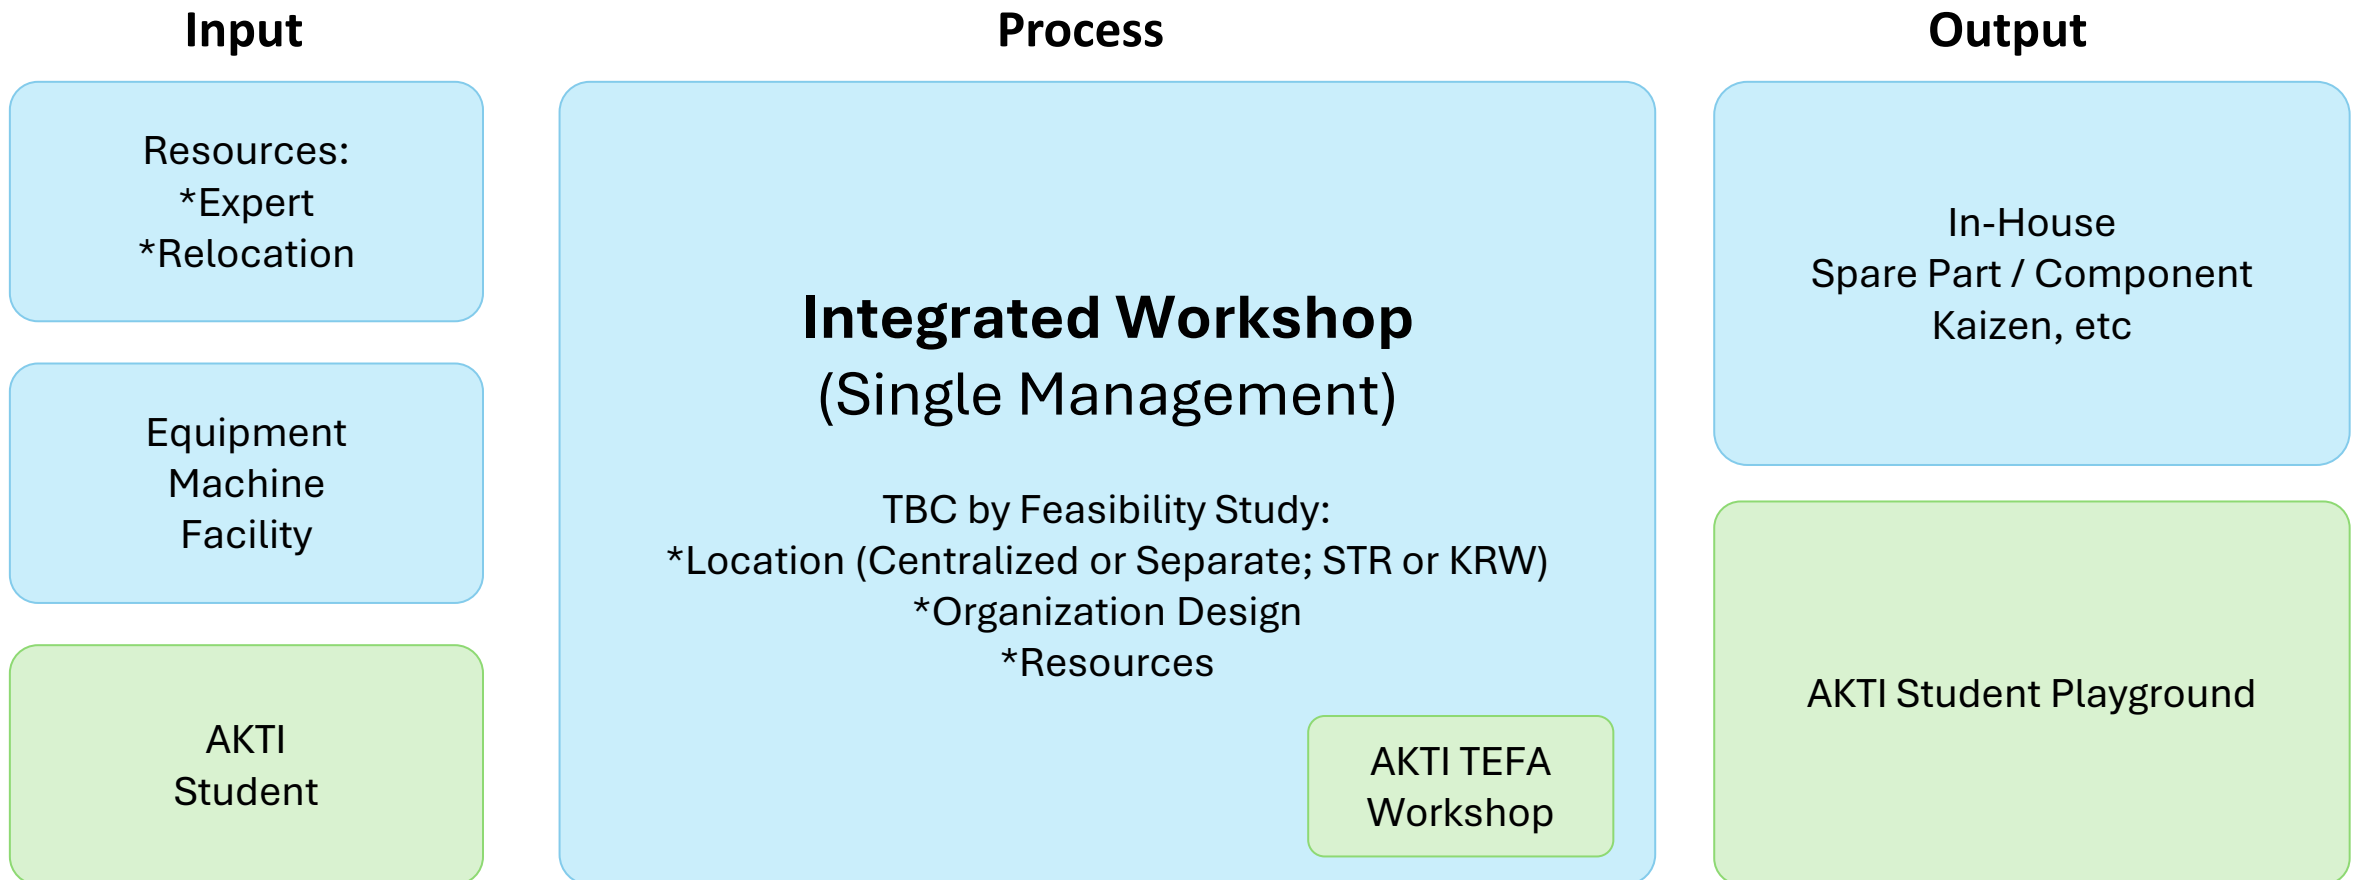 Input
Process
Output
Resources:
*Expert
*Relocation
Equipment
Machine
Facility
AKTI
Student
Integrated Workshop
(Single Management)
TBC by Feasibility Study:
*Location (Centralized or Separate; STR or KRW)
*Organization Design
*Resources
AKTI TEFA
Workshop
In-House
Spare Part / Component
Kaizen, etc
AKTI Student Playground